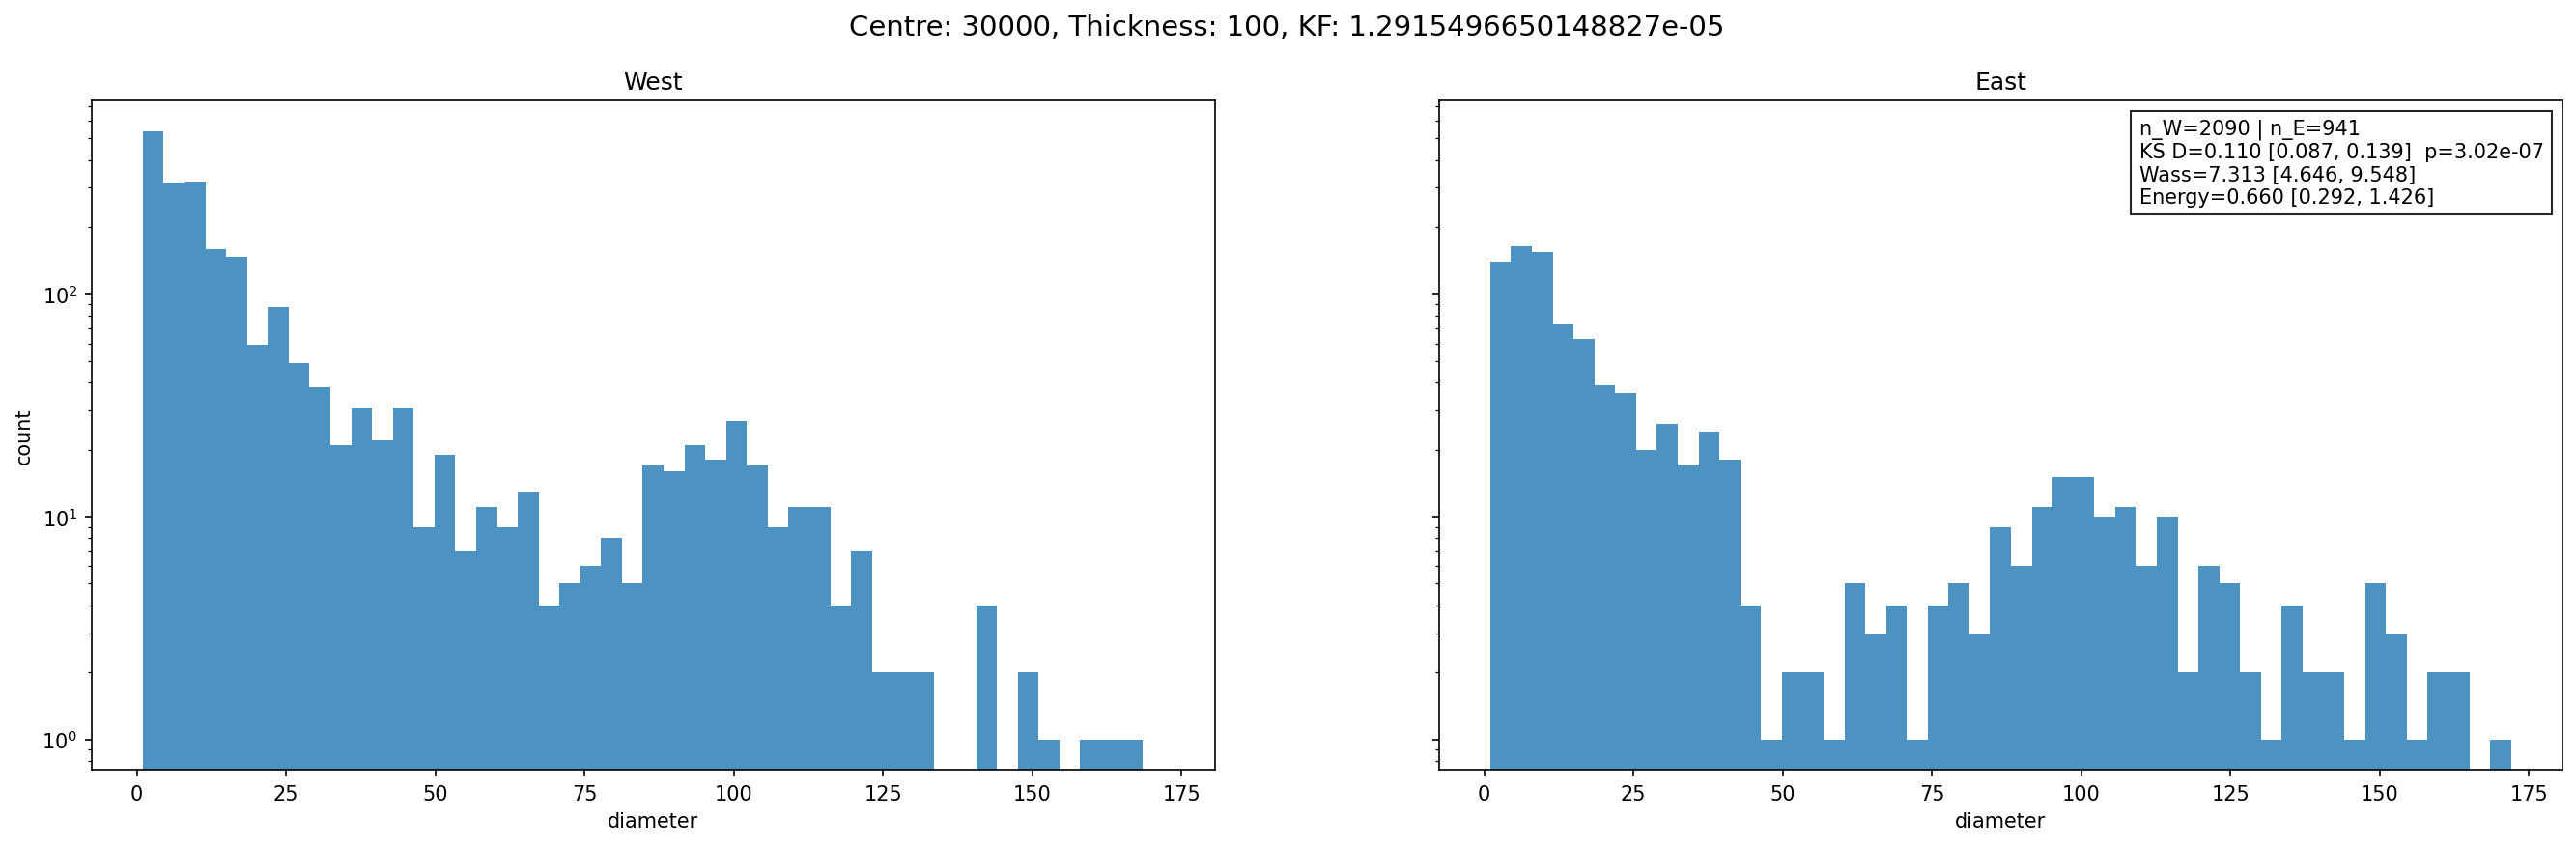 Centre: 30000, Thickness: 100, KF: 1.2915496650148827e-05
West
count
10²
10¹
10⁰
0 25 50 75 100 125 150 175
diameter
East
n_W=2090 | n_E=941
KS D=0.110 [0.087, 0.139]  p=3.02e-07
Wass=7.313 [4.646, 9.548]
Energy=0.660 [0.292, 1.426]
0 25 50 75 100 125 150 175
diameter